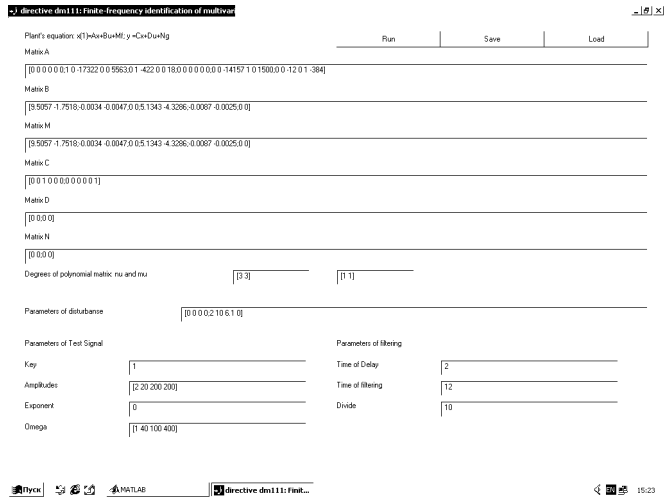 directive dm111: Finite-frequency identification of multivar
Plant's equation: x(1)=Ax+Bu+Mf; y =Cx+Du+Ng
Run Save Load
Matrix A
[0 0 0 0 0 0;1 0 -17322 0 0 5563;0 1 -422 0 0 18;0 0 0 0 0 0;0 0 -14157 1 0 1500;0 0 -12 0 1 -384]
Matrix B
[9.5057 -1.7518;-0.0034 -0.0047;0 0;5.1343 -4.3286;-0.0087 -0.0025;0 0]
Matrix M
[9.5057 -1.7518;-0.0034 -0.0047;0 0;5.1343 -4.3286;-0.0087 -0.0025;0 0]
Matrix C
[0 0 1 0 0 0;0 0 0 0 0 1]
Matrix D
[0 0;0 0]
Matrix N
[0 0;0 0]
Degrees of polynomial matrix: nu and mu [3 3] [1 1]
Parameters of disturbanse [0 0 0 0;2 10 6.1 0]
Parameters of Test Signal Parameters of filtering
Key 1 Time of Delay 2
Amplitudes [2 20 200 200] Time of filtering 12
Exponent 0 Divide 10
Omega [1 40 100 400]
Пуск MATLAB directive dm111: Finit... EN 15:23